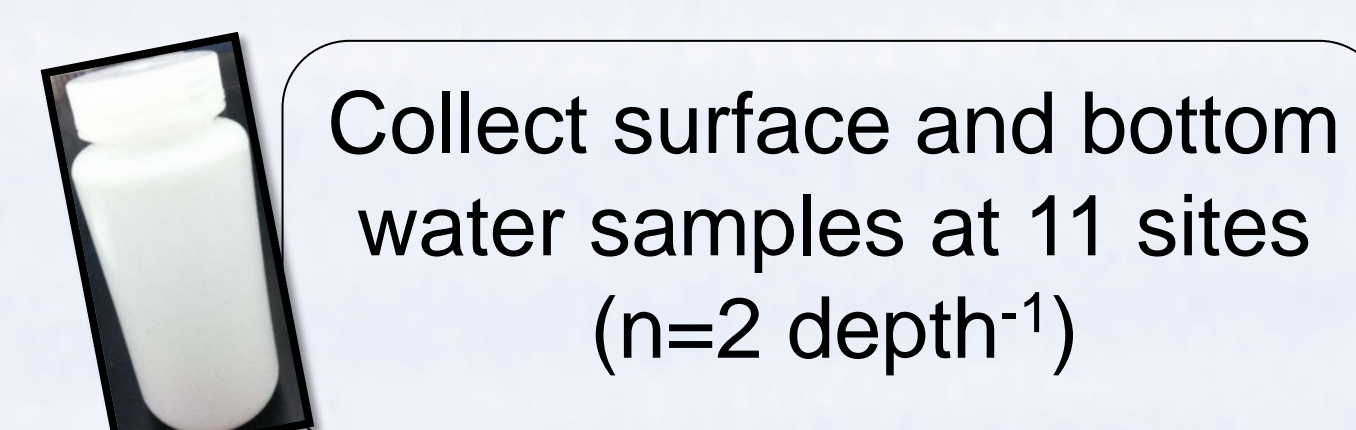 Collect surface and bottom
water samples at 11 sites
(n=2 depth⁻¹)